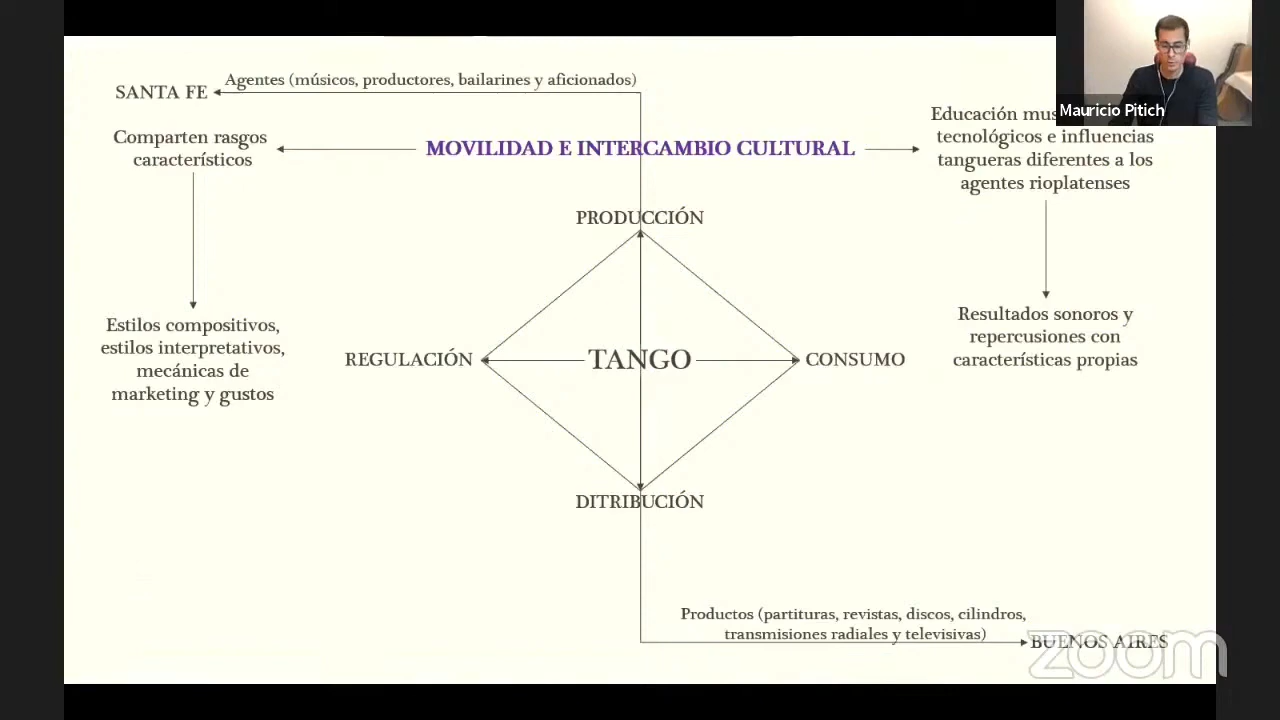 Agentes (músicos, productores, bailarines y aficionados)
SANTA FE
Mauricio Pitich
Comparten rasgos
característicos
MOVILIDAD E INTERCAMBIO CULTURAL
Educación
tecnológicos e influencias
tangueras diferentes a los
agentes rioplatenses
PRODUCCIÓN
Estilos compositivos,
estilos interpretativos,
mecánicas de
marketing y gustos
REGULACIÓN
TANGO
CONSUMO
Resultados sonoros y
repercusiones con
características propias
DITRIBUCIÓN
Productos (partituras, revistas, discos, cilindros,
transmisiones radiales y televisivas)
BUENOS AIRES
zoom